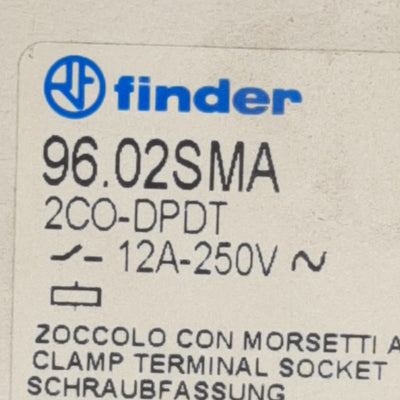 finder
96.02SMA
2CO-DPDT
12A-250V ~
ZOCCOLO CON MORSETTI A
CLAMP TERMINAL SOCKET
SCHRAUBFASSUNG